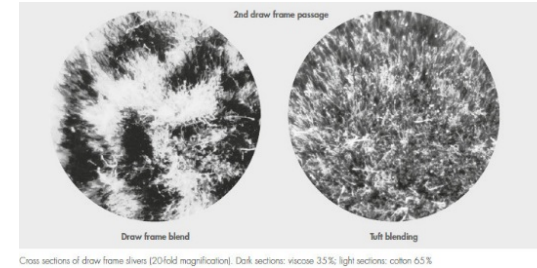 2nd draw frame passage
Draw frame blend
Tuft blending
Cross sections of draw frame slivers (20-fold magnification). Dark sections: viscose 35%; light sections: cotton 65%